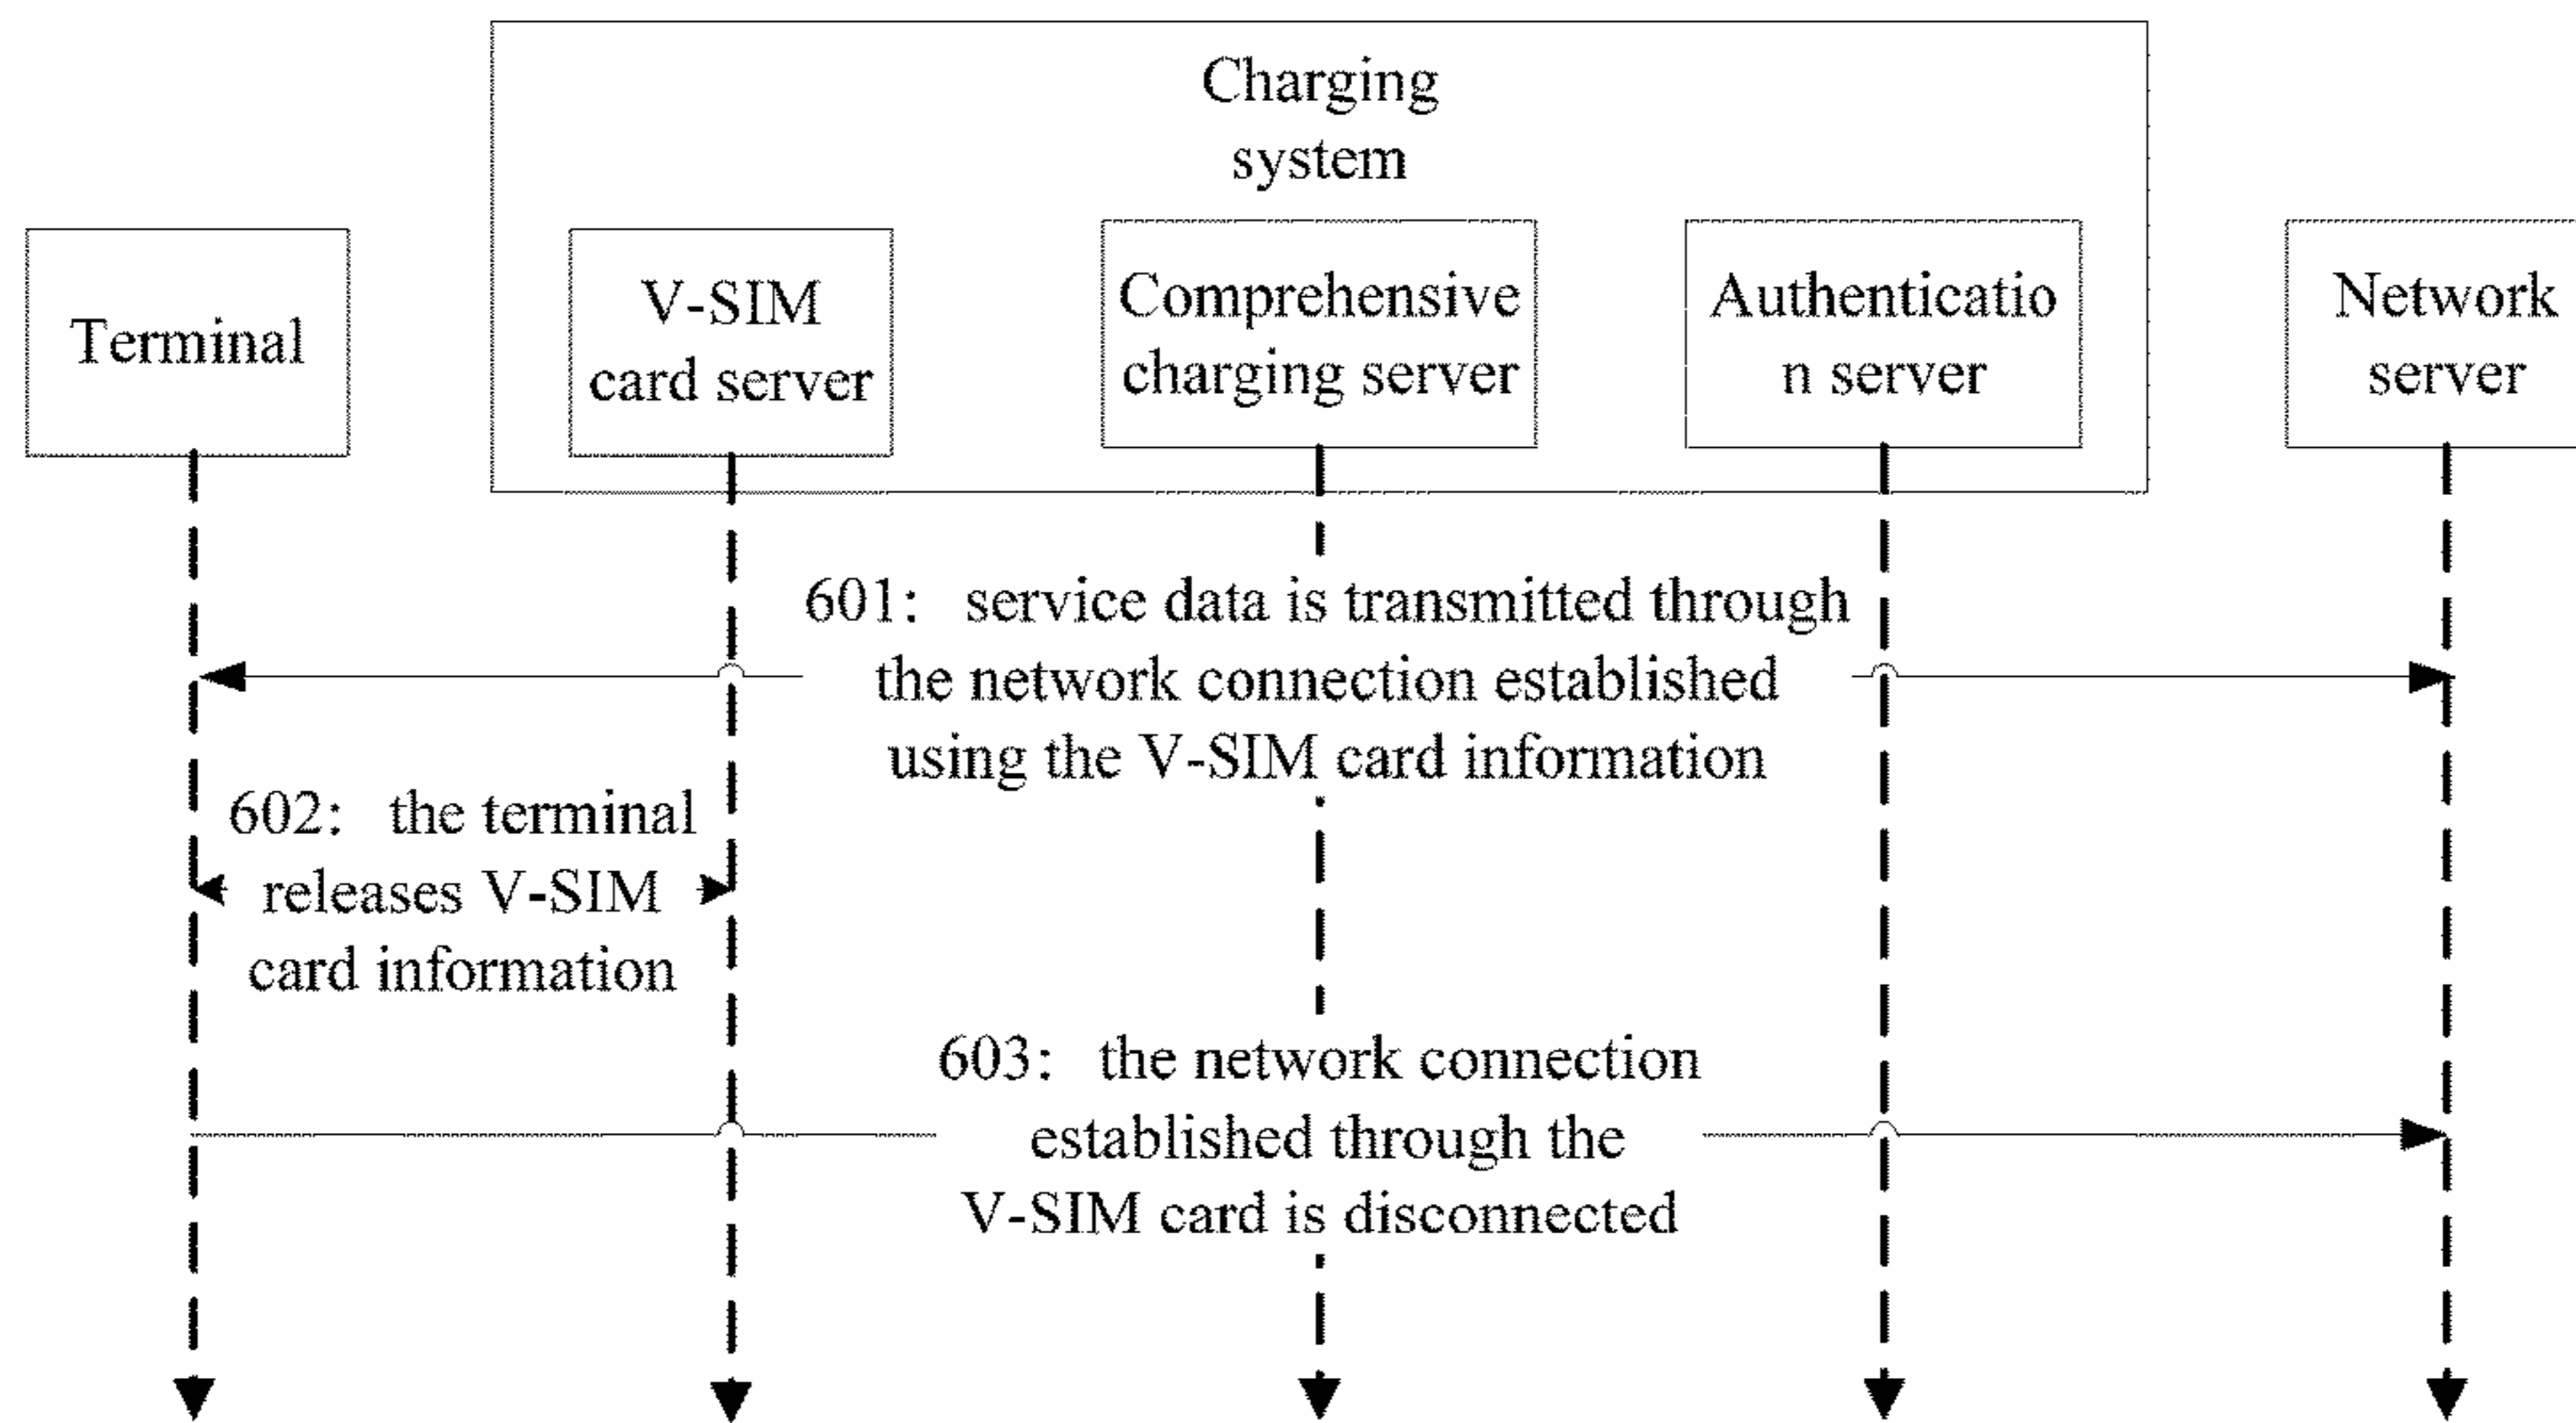 Charging
system
Terminal
V-SIM
card server
Comprehensive
charging server
Authenticatio
n server
Network
server
601: service data is transmitted through
the network connection established
using the V-SIM card information
602: the terminal
releases V-SIM
card information
603: the network connection
established through the
V-SIM card is disconnected